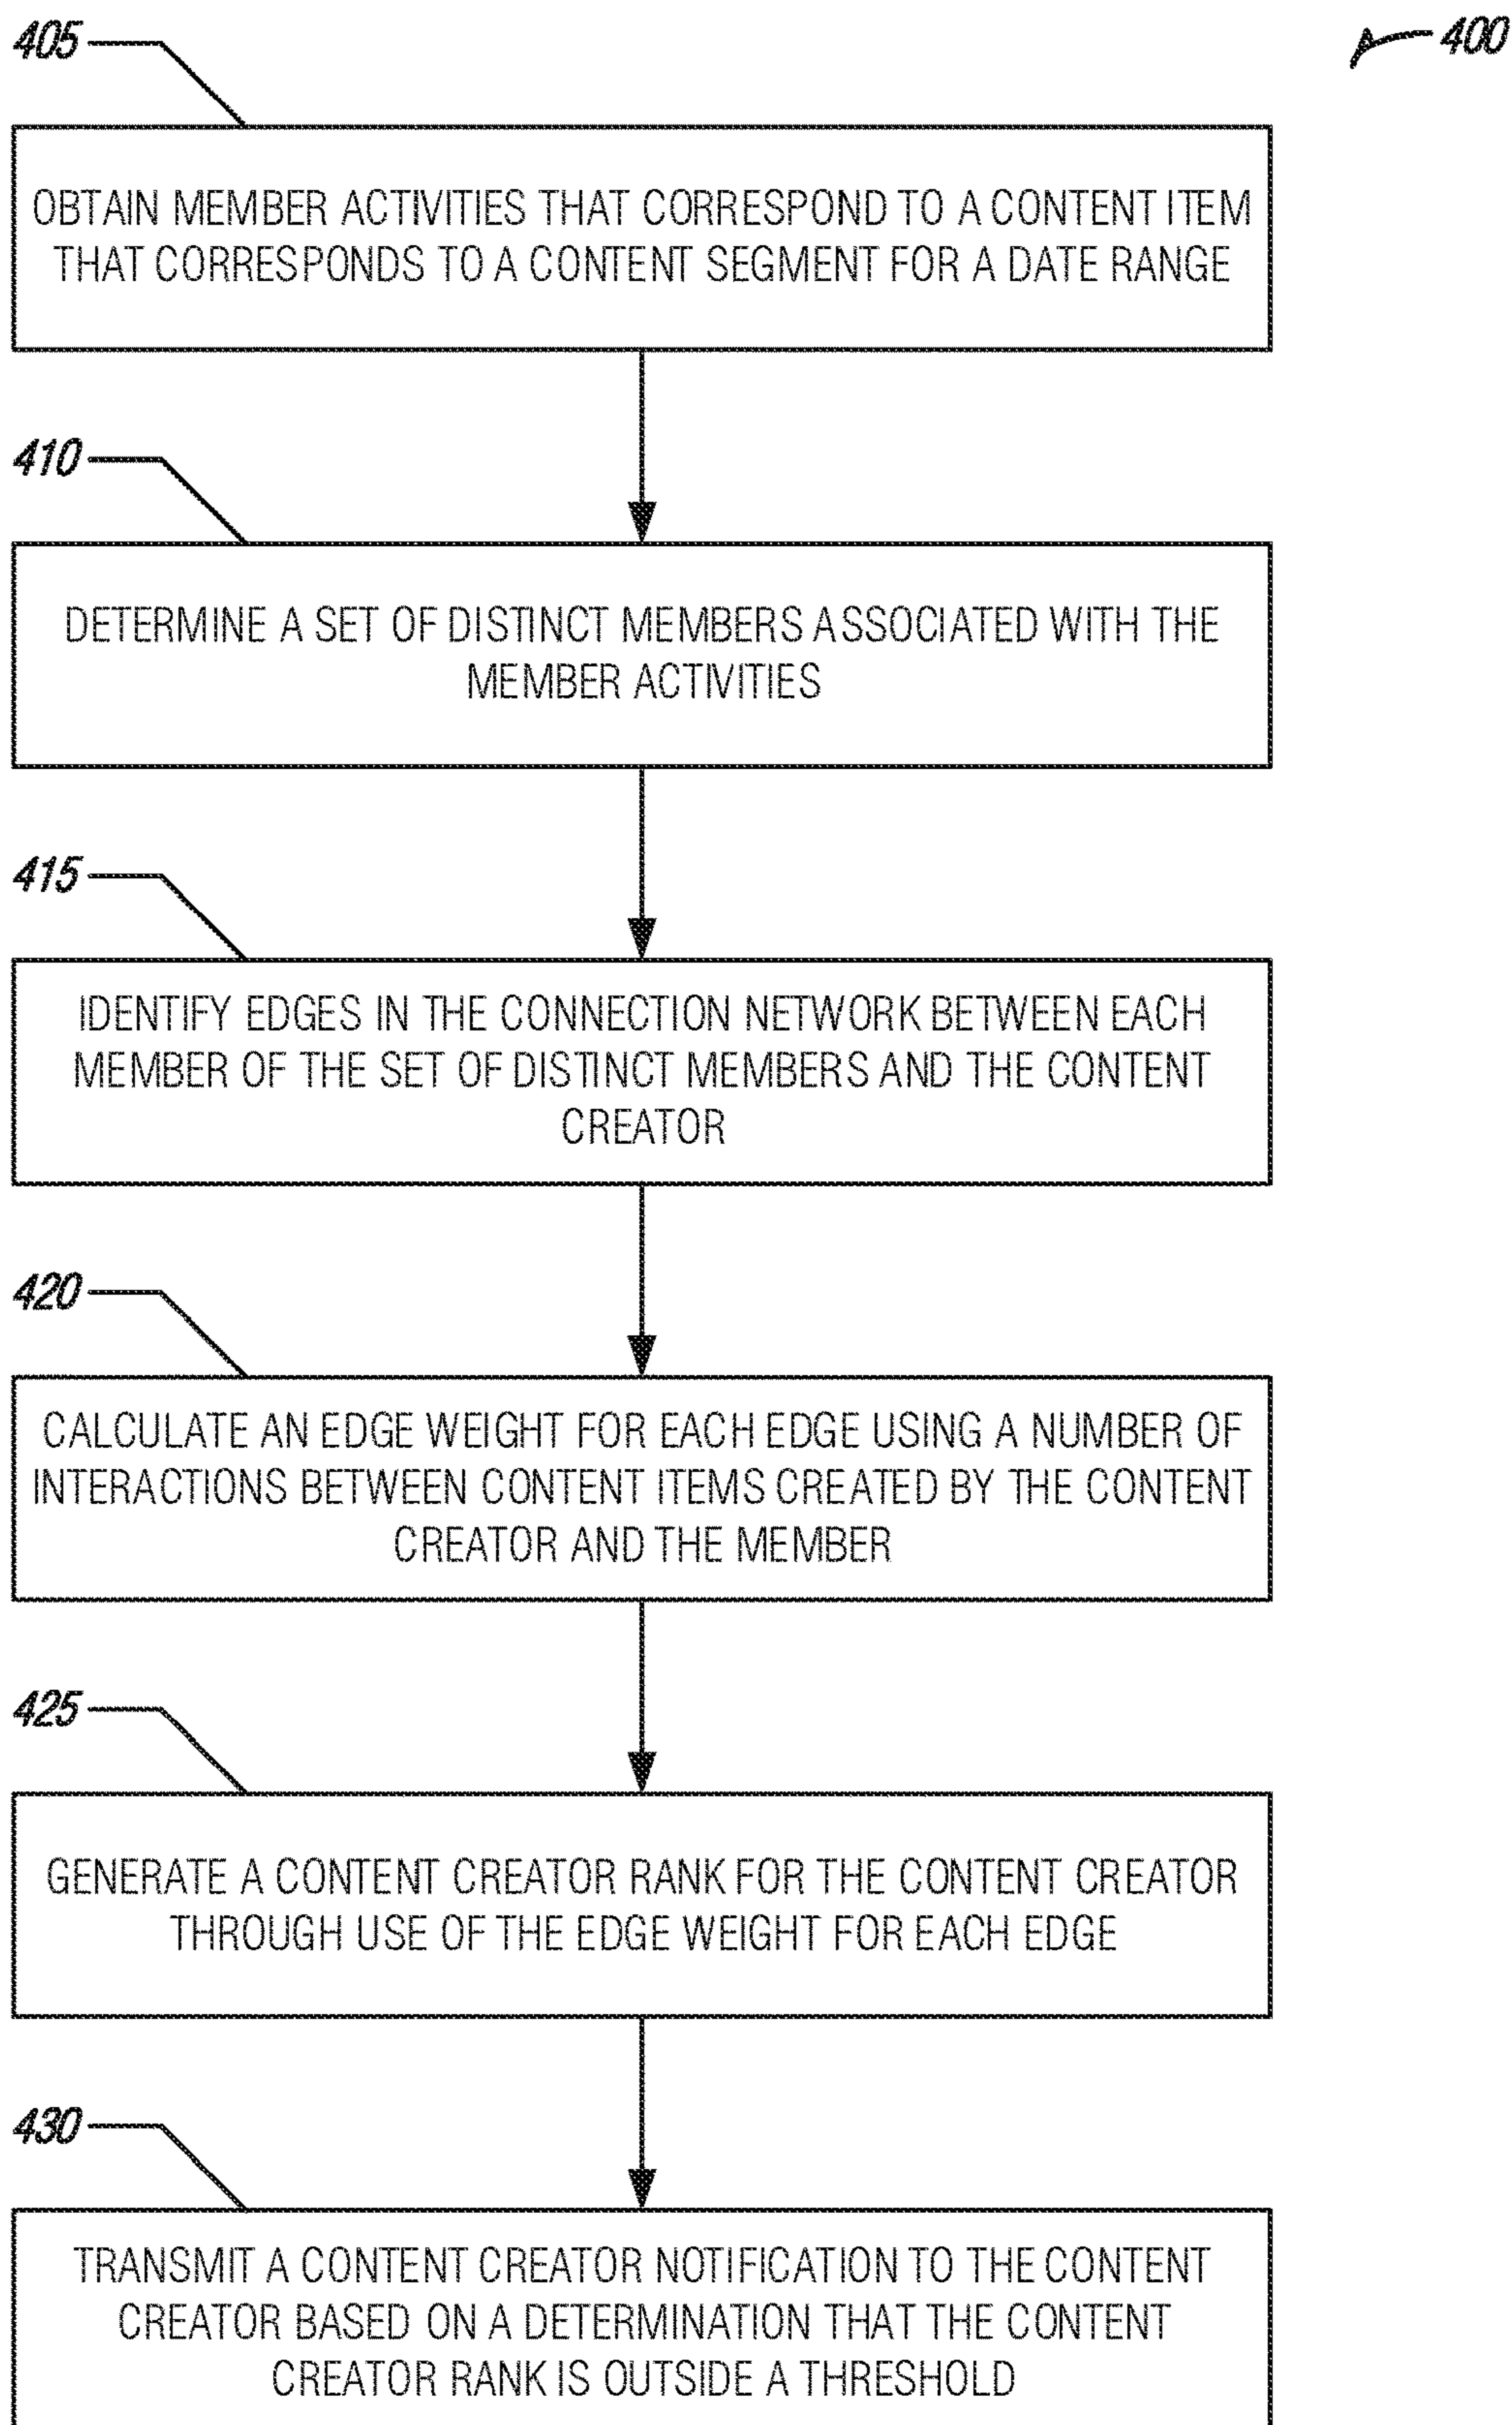 400
405
OBTAIN MEMBER ACTIVITIES THAT CORRESPOND TO A CONTENT ITEM
THAT CORRESPONDS TO A CONTENT SEGMENT FOR A DATE RANGE
410
DETERMINE A SET OF DISTINCT MEMBERS ASSOCIATED WITH THE
MEMBER ACTIVITIES
415
IDENTIFY EDGES IN THE CONNECTION NETWORK BETWEEN EACH
MEMBER OF THE SET OF DISTINCT MEMBERS AND THE CONTENT
CREATOR
420
CALCULATE AN EDGE WEIGHT FOR EACH EDGE USING A NUMBER OF
INTERACTIONS BETWEEN CONTENT ITEMS CREATED BY THE CONTENT
CREATOR AND THE MEMBER
425
GENERATE A CONTENT CREATOR RANK FOR THE CONTENT CREATOR
THROUGH USE OF THE EDGE WEIGHT FOR EACH EDGE
430
TRANSMIT A CONTENT CREATOR NOTIFICATION TO THE CONTENT
CREATOR BASED ON A DETERMINATION THAT THE CONTENT
CREATOR RANK IS OUTSIDE A THRESHOLD